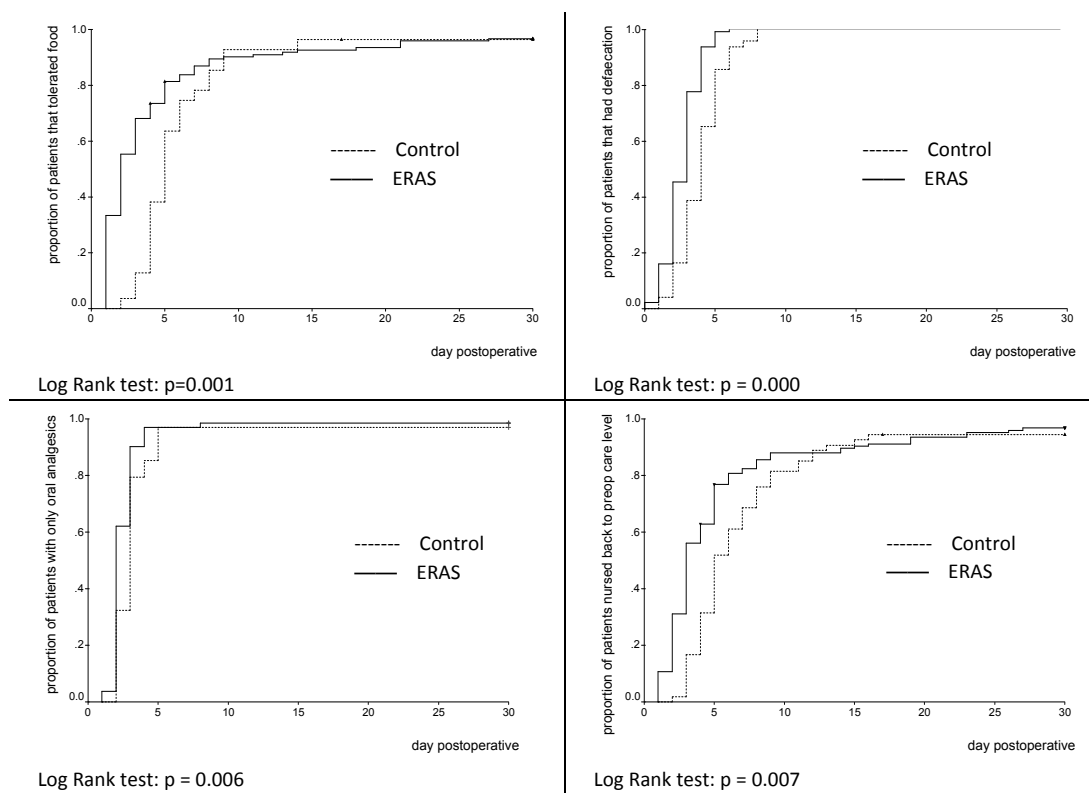 proportion of patients that tolerated food
1.0
.8
.6
.4
.2
0.0
Control
ERAS
0 5 10 15 20 25 30
day postoperative
Log Rank test: p=0.001
proportion of patients that had defaecation
1.0
.8
.6
.4
.2
0.0
Control
ERAS
0 5 10 15 20 25 30
day postoperative
Log Rank test: p = 0.000
proportion of patients with only oral analgesics
1.0
.8
.6
.4
.2
0.0
Control
ERAS
0 5 10 15 20 25 30
day postoperative
Log Rank test: p = 0.006
proportion of patients nursed back to preop care level
1.0
.8
.6
.4
.2
0.0
Control
ERAS
0 5 10 15 20 25 30
day postoperative
Log Rank test: p = 0.007